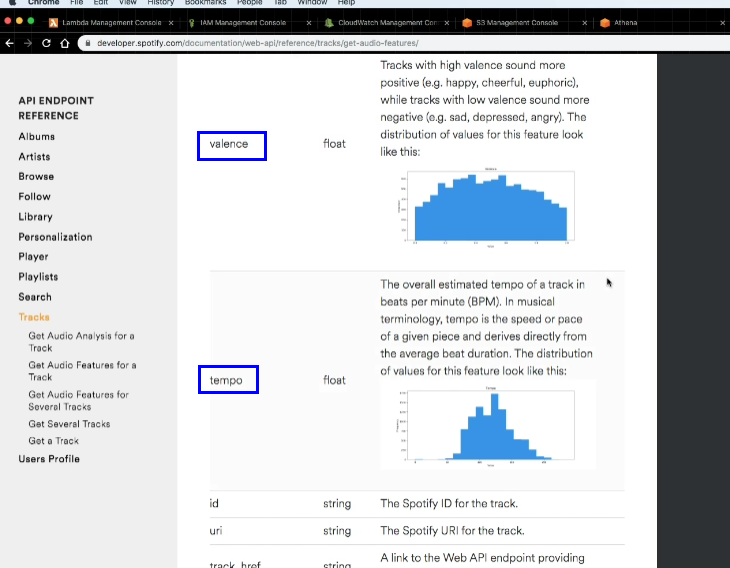 Chrome File Edit View History Bookmarks People Tab Window Help
Lambda Management Console × IAM Management Console × CloudWatch Management Con × S3 Management Console × Athena ×
developer.spotify.com/documentation/web-api/reference/tracks/get-audio-features/
API ENDPOINT
REFERENCE
Albums
Artists
Browse
Follow
Library
Personalization
Player
Playlists
Search
Tracks
Get Audio Analysis for a
Track
Get Audio Features for a
Track
Get Audio Features for
Several Tracks
Get Several Tracks
Get a Track
Users Profile
valence
float
Tracks with high valence sound more
positive (e.g. happy, cheerful, euphoric),
while tracks with low valence sound more
negative (e.g. sad, depressed, angry). The
distribution of values for this feature look
like this:
tempo
float
The overall estimated tempo of a track in
beats per minute (BPM). In musical
terminology, tempo is the speed or pace
of a given piece and derives directly from
the average beat duration. The distribution
of values for this feature look like this:
Tempo
id string The Spotify ID for the track.
uri string The Spotify URI for the track.
track_href string A link to the Web API endpoint providing